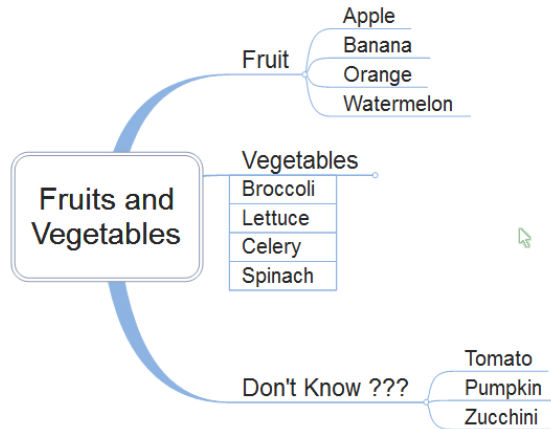 Fruits and
Vegetables
Fruit
Apple
Banana
Orange
Watermelon
Vegetables
Broccoli
Lettuce
Celery
Spinach
Don't Know ???
Tomato
Pumpkin
Zucchini